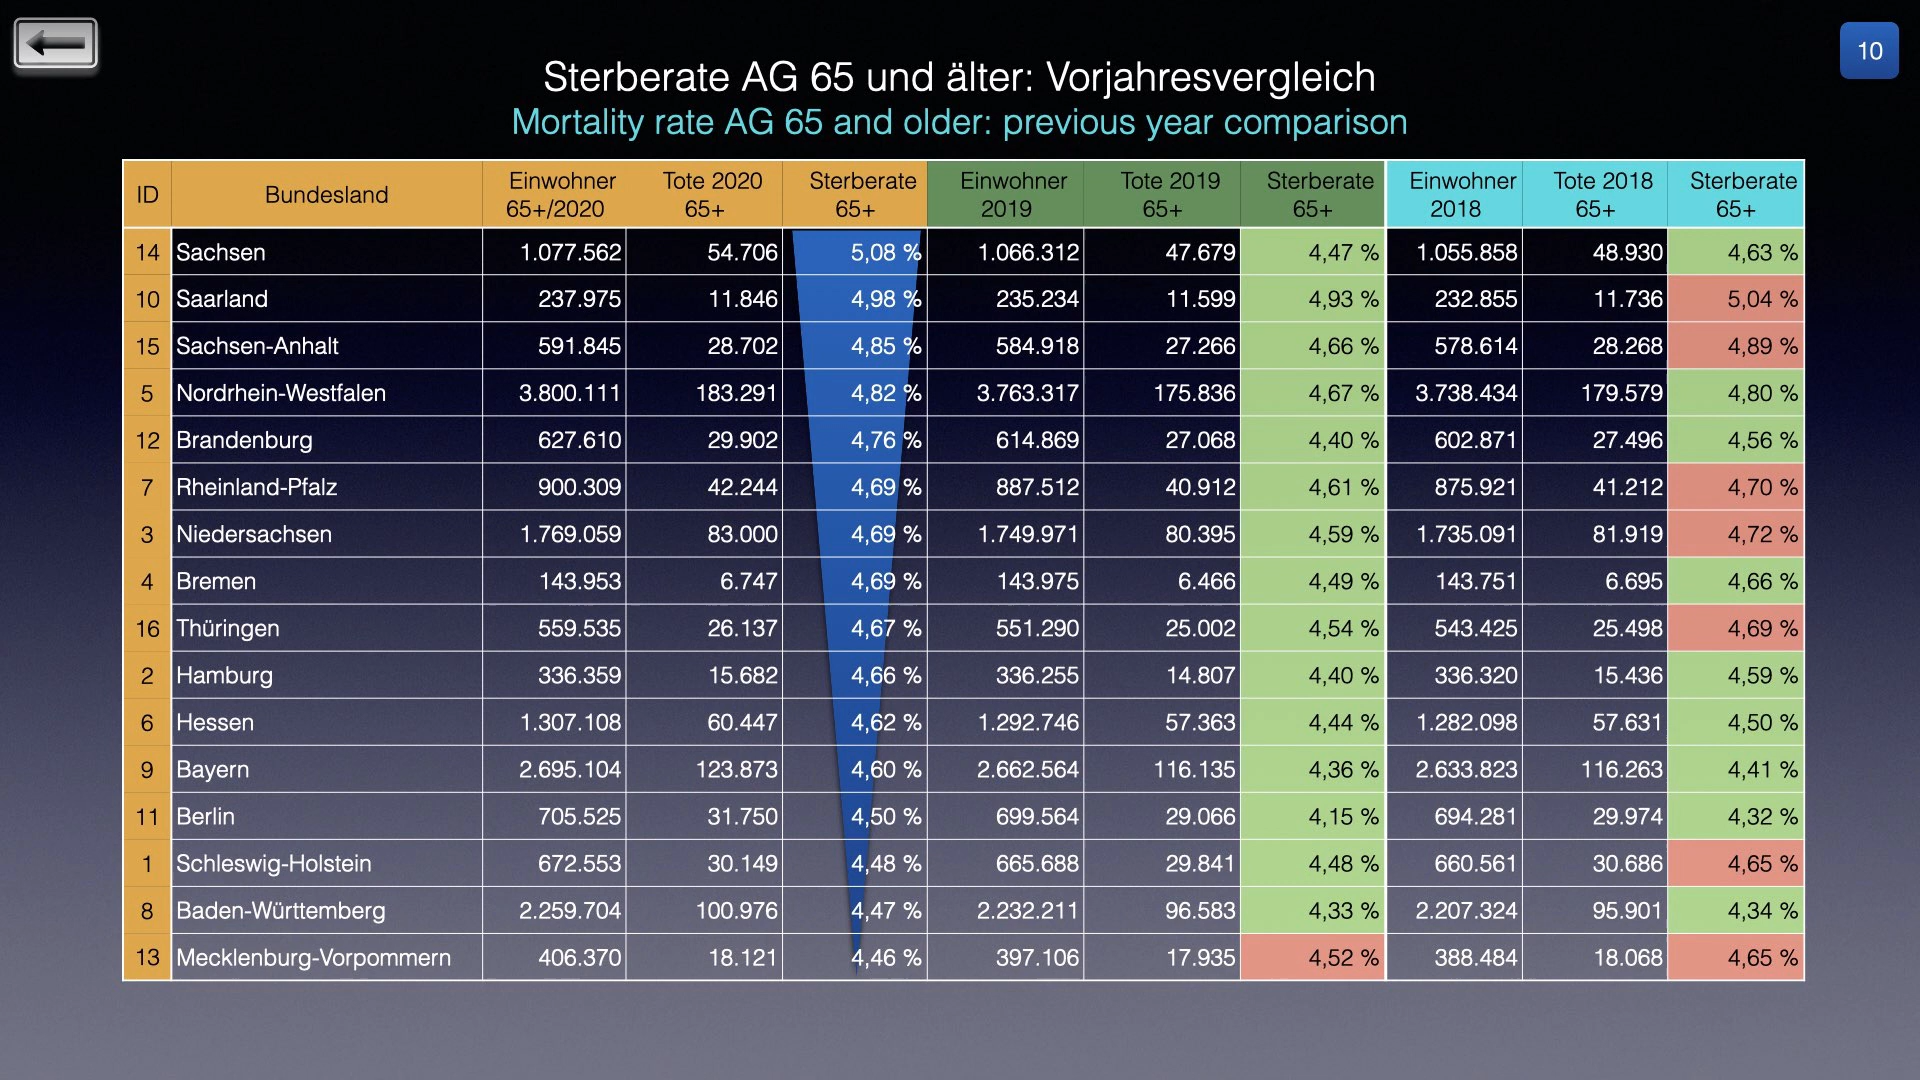 10
Sterberate AG 65 und älter: Vorjahresvergleich
Mortality rate AG 65 and older: previous year comparison
ID Bundesland Einwohner 65+/2020 Tote 2020 65+ Sterberate 65+ Einwohner 2019 Tote 2019 65+ Sterberate 65+ Einwohner 2018 Tote 2018 65+ Sterberate 65+
14 Sachsen 1.077.562 54.706 5,08 % 1.066.312 47.679 4,47 % 1.055.858 48.930 4,63 %
10 Saarland 237.975 11.846 4,98 % 235.234 11.599 4,93 % 232.855 11.736 5,04 %
15 Sachsen-Anhalt 591.845 28.702 4,85 % 584.918 27.266 4,66 % 578.614 28.268 4,89 %
5 Nordrhein-Westfalen 3.800.111 183.291 4,82 % 3.763.317 175.836 4,67 % 3.738.434 179.579 4,80 %
12 Brandenburg 627.610 29.902 4,76 % 614.869 27.068 4,40 % 602.871 27.496 4,56 %
7 Rheinland-Pfalz 900.309 42.244 4,69 % 887.512 40.912 4,61 % 875.921 41.212 4,70 %
3 Niedersachsen 1.769.059 83.000 4,69 % 1.749.971 80.395 4,59 % 1.735.091 81.919 4,72 %
4 Bremen 143.953 6.747 4,69 % 143.975 6.466 4,49 % 143.751 6.695 4,66 %
16 Thüringen 559.535 26.137 4,67 % 551.290 25.002 4,54 % 543.425 25.498 4,69 %
2 Hamburg 336.359 15.682 4,66 % 336.255 14.807 4,40 % 336.320 15.436 4,59 %
6 Hessen 1.307.108 60.447 4,62 % 1.292.746 57.363 4,44 % 1.282.098 57.631 4,50 %
9 Bayern 2.695.104 123.873 4,60 % 2.662.564 116.135 4,36 % 2.633.823 116.263 4,41 %
11 Berlin 705.525 31.750 4,50 % 699.564 29.066 4,15 % 694.281 29.974 4,32 %
1 Schleswig-Holstein 672.553 30.149 4,48 % 665.688 29.841 4,48 % 660.561 30.686 4,65 %
8 Baden-Württemberg 2.259.704 100.976 4,47 % 2.232.211 96.583 4,33 % 2.207.324 95.901 4,34 %
13 Mecklenburg-Vorpommern 406.370 18.121 4,46 % 397.106 17.935 4,52 % 388.484 18.068 4,65 %